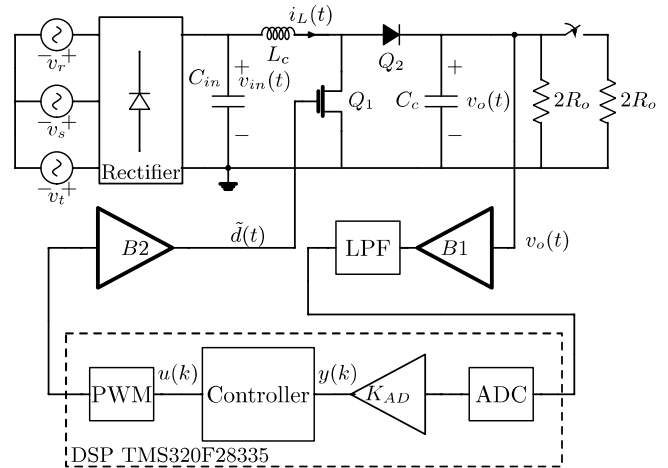 i_L(t)
− v_r +
L_c
Q_2
C_in
+
v_in(t)
−
Q_1
C_c
+
v_o(t)
−
2R_o
2R_o
− v_s +
− v_t +
Rectifier
B2
d̃(t)
LPF
B1
v_o(t)
PWM
u(k)
Controller
y(k)
K_AD
ADC
DSP TMS320F28335